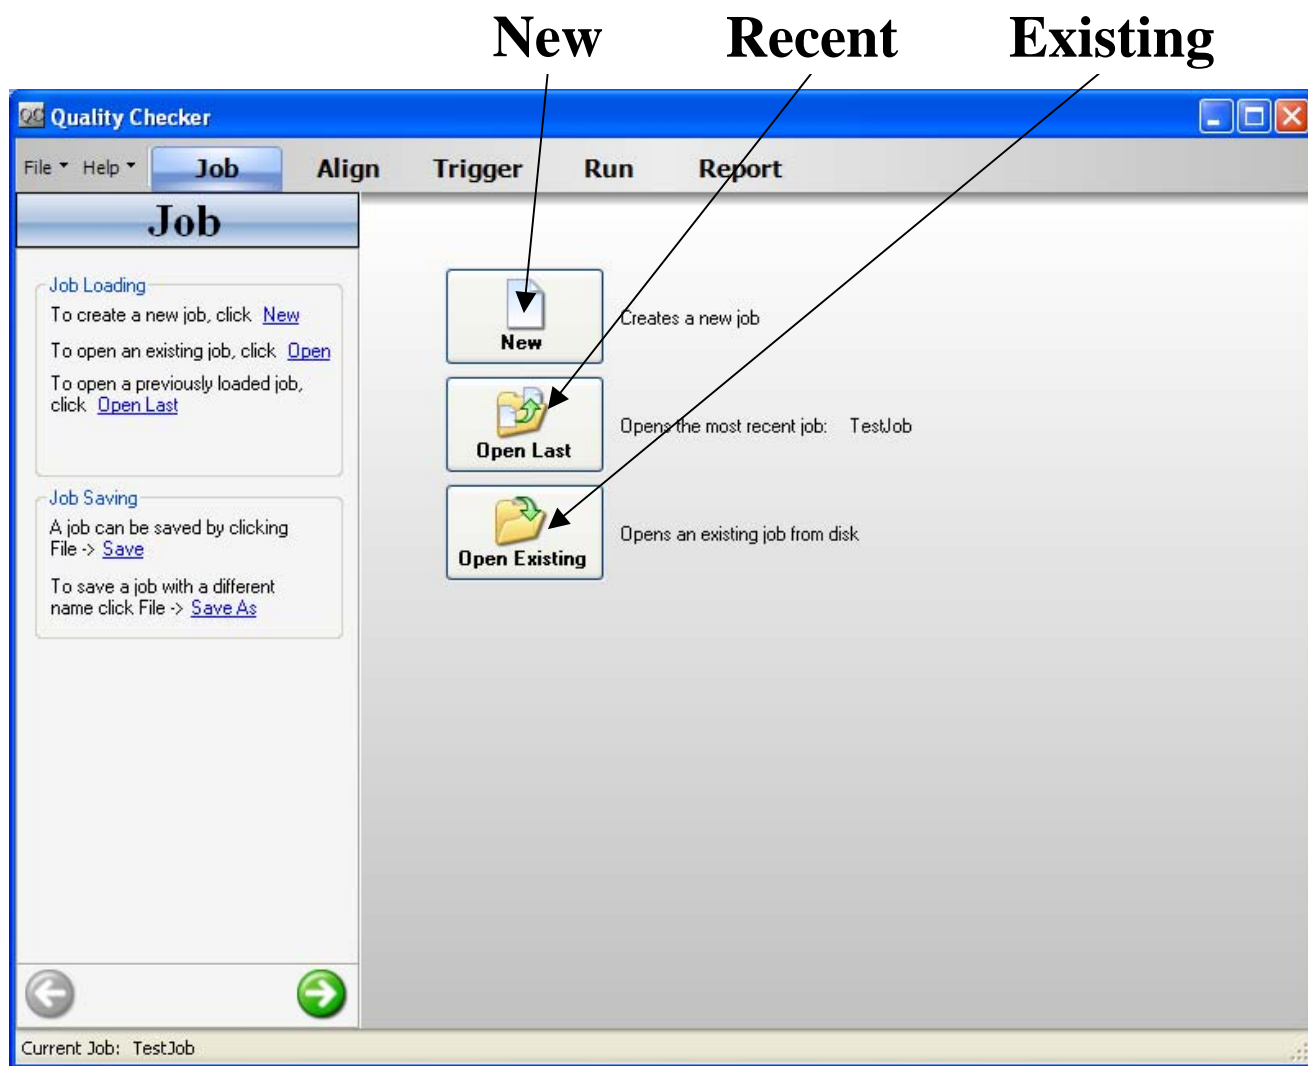 New Recent Existing
QC Quality Checker
File Help Job Align Trigger Run Report
Job
Job Loading
To create a new job, click New
To open an existing job, click Open
To open a previously loaded job,
click Open Last
Job Saving
A job can be saved by clicking
File -> Save
To save a job with a different
name click File -> Save As
New
Creates a new job
Open Last
Opens the most recent job: TestJob
Open Existing
Opens an existing job from disk
Current Job: TestJob